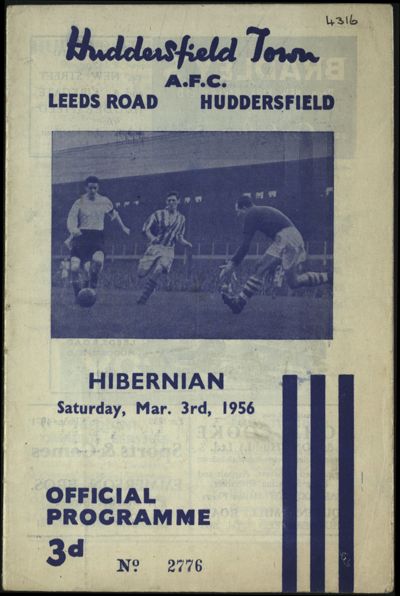 4316
Huddersfield Town
A.F.C.
LEEDS ROAD HUDDERSFIELD
HIBERNIAN
Saturday, Mar. 3rd, 1956
OFFICIAL
PROGRAMME
3d
Nº 2776